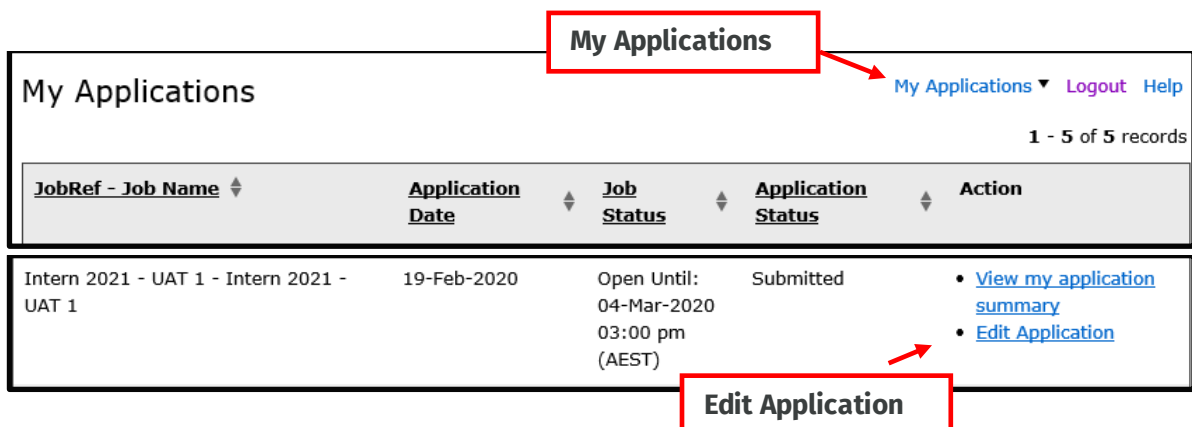 My Applications
My Applications
My Applications ▼ Logout Help
1 - 5 of 5 records
JobRef - Job Name
Application Date
Job Status
Application Status
Action
Intern 2021 - UAT 1 - Intern 2021 -
UAT 1
19-Feb-2020
Open Until:
04-Mar-2020
03:00 pm
(AEST)
Submitted
• View my application
summary
• Edit Application
Edit Application